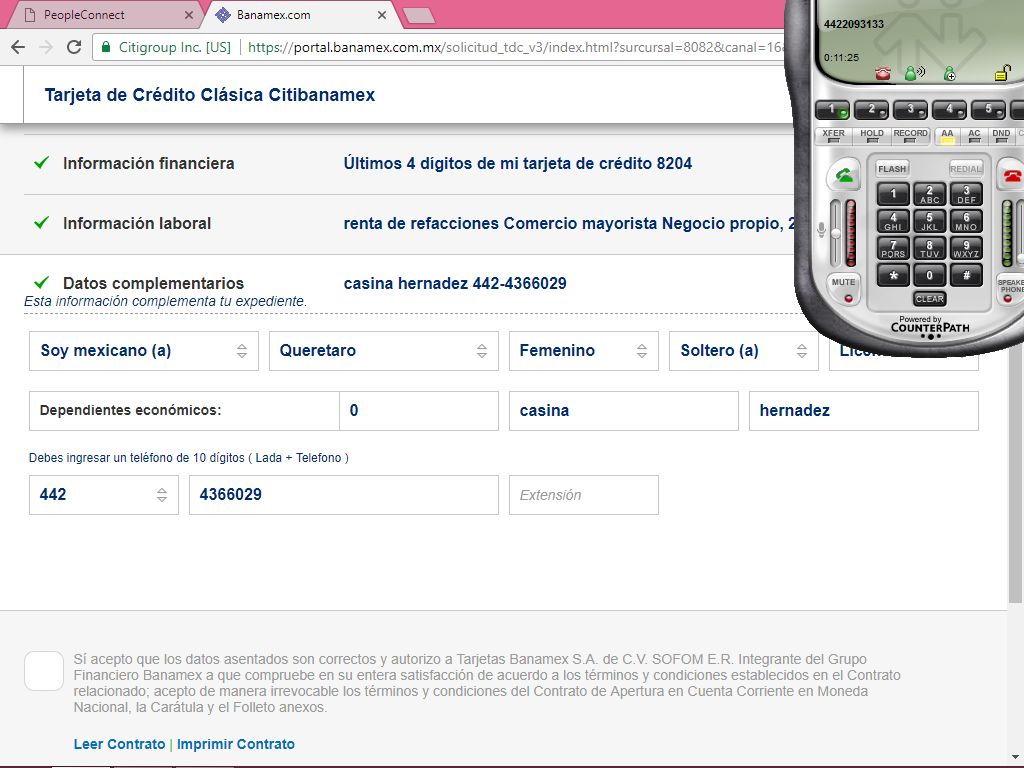 PeopleConnect
Banamex.com
Citigroup Inc. [US]
https://portal.banamex.com.mx/solicitud_tdc_v3/index.html?surcursal=8082&canal=16
Tarjeta de Crédito Clásica Citibanamex
Información financiera
Últimos 4 dígitos de mi tarjeta de crédito 8204
Información laboral
renta de refacciones Comercio mayorista Negocio propio, 2
Datos complementarios
casina hernadez 442-4366029
Esta información complementa tu expediente.
Soy mexicano (a)
Queretaro
Femenino
Soltero (a)
Dependientes económicos:
0
casina
hernadez
Debes ingresar un teléfono de 10 dígitos ( Lada + Telefono )
442
4366029
Extensión
Sí acepto que los datos asentados son correctos y autorizo a Tarjetas Banamex S.A. de C.V. SOFOM E.R. Integrante del Grupo
Financiero Banamex a que compruebe en su entera satisfacción de acuerdo a los términos y condiciones establecidos en el Contrato
relacionado; acepto de manera irrevocable los términos y condiciones del Contrato de Apertura en Cuenta Corriente en Moneda
Nacional, la Carátula y el Folleto anexos.
Leer Contrato | Imprimir Contrato
4422093133
0:11:25
1 2 3 4 5
XFER HOLD RECORD AA AC DND
FLASH REDIAL
1 2 ABC 3 DEF
4 GHI 5 JKL 6 MNO
7 PQRS 8 TUV 9 WXYZ
* 0 #
MUTE
CLEAR
SPEAKER
PHONE
Powered by
COUNTERPATH